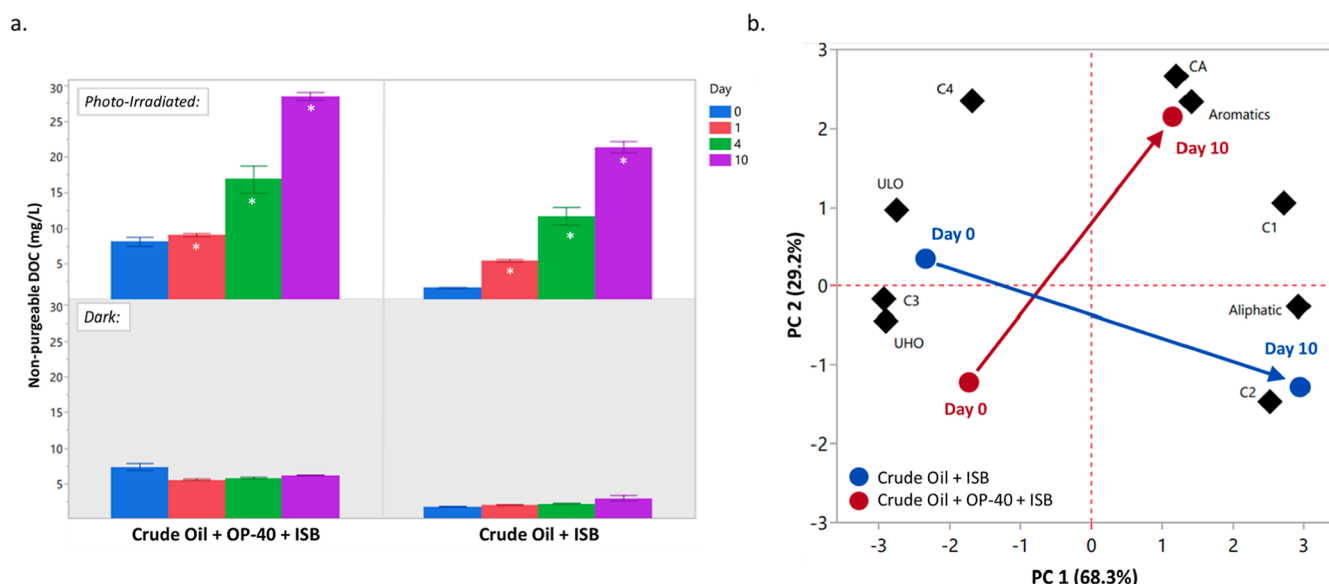 a.
Non-purgeable DOC (mg/L)
30
25
20
15
10
5
Photo-Irradiated:
*
*
*
*
*
*
30
25
20
15
10
5
Dark:
Crude Oil + OP-40 + ISB
Crude Oil + ISB
Day
0
1
4
10
b.
PC 2 (29.2%)
3
2
1
0
-1
-2
-3
CA
C4
Aromatics
Day 10
ULO
C1
Day 0
C3
Aliphatic
UHO
Day 10
C2
Day 0
Crude Oil + ISB
Crude Oil + OP-40 + ISB
-3
-2
-1
0
1
2
3
PC 1 (68.3%)